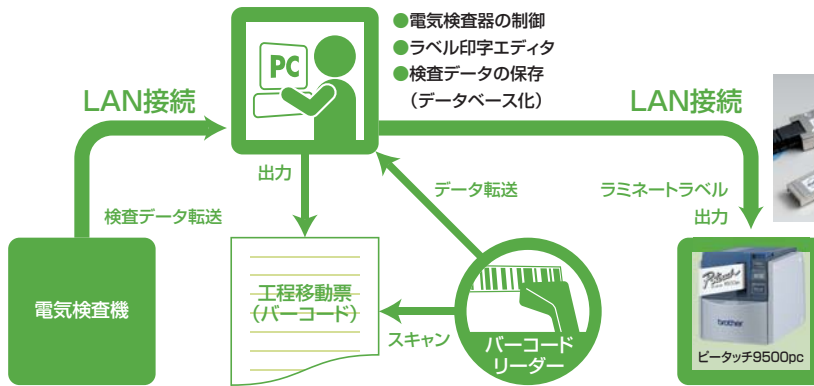 ●電気検査器の制御
●ラベル印字エディタ
●検査データの保存
（データベース化）
PC
LAN接続
LAN接続
出力
データ転送
ラミネートラベル
出力
検査データ転送
電気検査機
工程移動票
（バーコード）
スキャン
バーコード
リーダー
P-touch
brother
ピータッチ9500pc